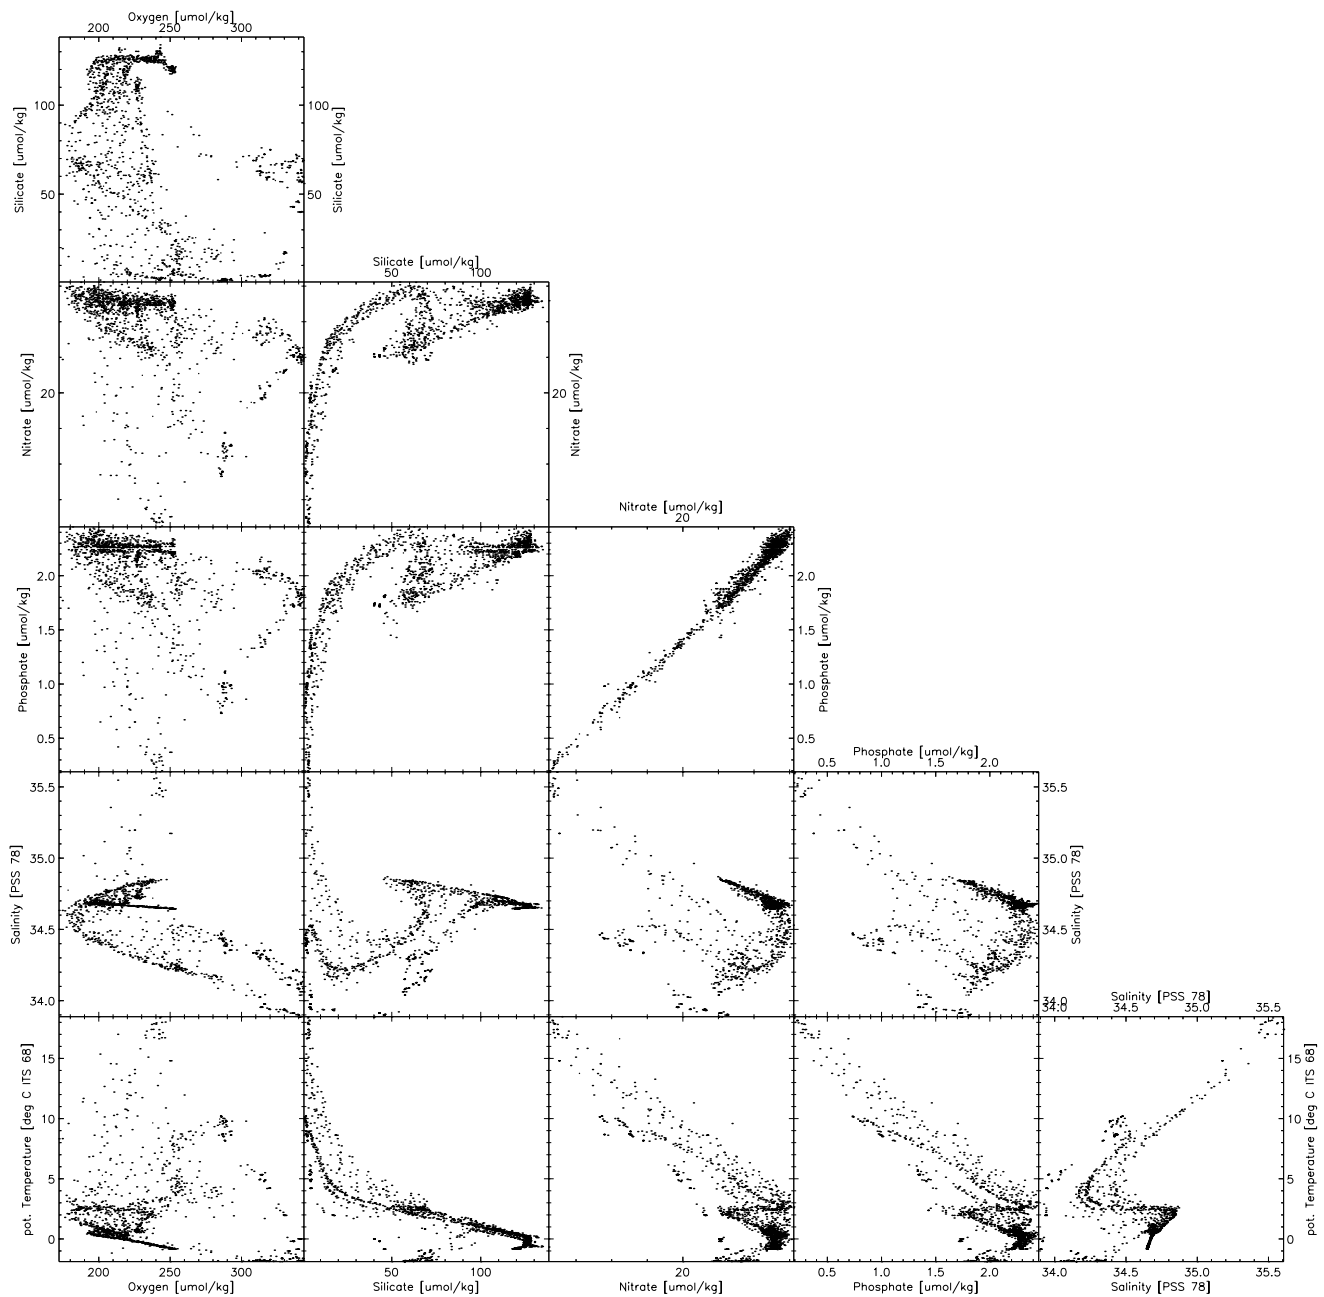 Oxygen [umol/kg]
200 250 300
Silicate [umol/kg]
100
50
100
50
Silicate [umol/kg]
Silicate [umol/kg]
50 100
Nitrate [umol/kg]
20
20
Nitrate [umol/kg]
Nitrate [umol/kg]
20
Phosphate [umol/kg]
2.0
1.5
1.0
0.5
2.0
1.5
1.0
0.5
Phosphate [umol/kg]
Phosphate [umol/kg]
0.5 1.0 1.5 2.0
Salinity [PSS 78]
35.5
35.0
34.5
34.0
35.5
35.0
34.5
34.0
Salinity [PSS 78]
Salinity [PSS 78]
34.0 34.5 35.0 35.5
pot. Temperature [deg C ITS 68]
15
10
5
0
15
10
5
0
pot. Temperature [deg C ITS 68]
200 250 300 50 100 20 0.5 1.0 1.5 2.0 34.0 34.5 35.0 35.5
Oxygen [umol/kg] Silicate [umol/kg] Nitrate [umol/kg] Phosphate [umol/kg] Salinity [PSS 78]